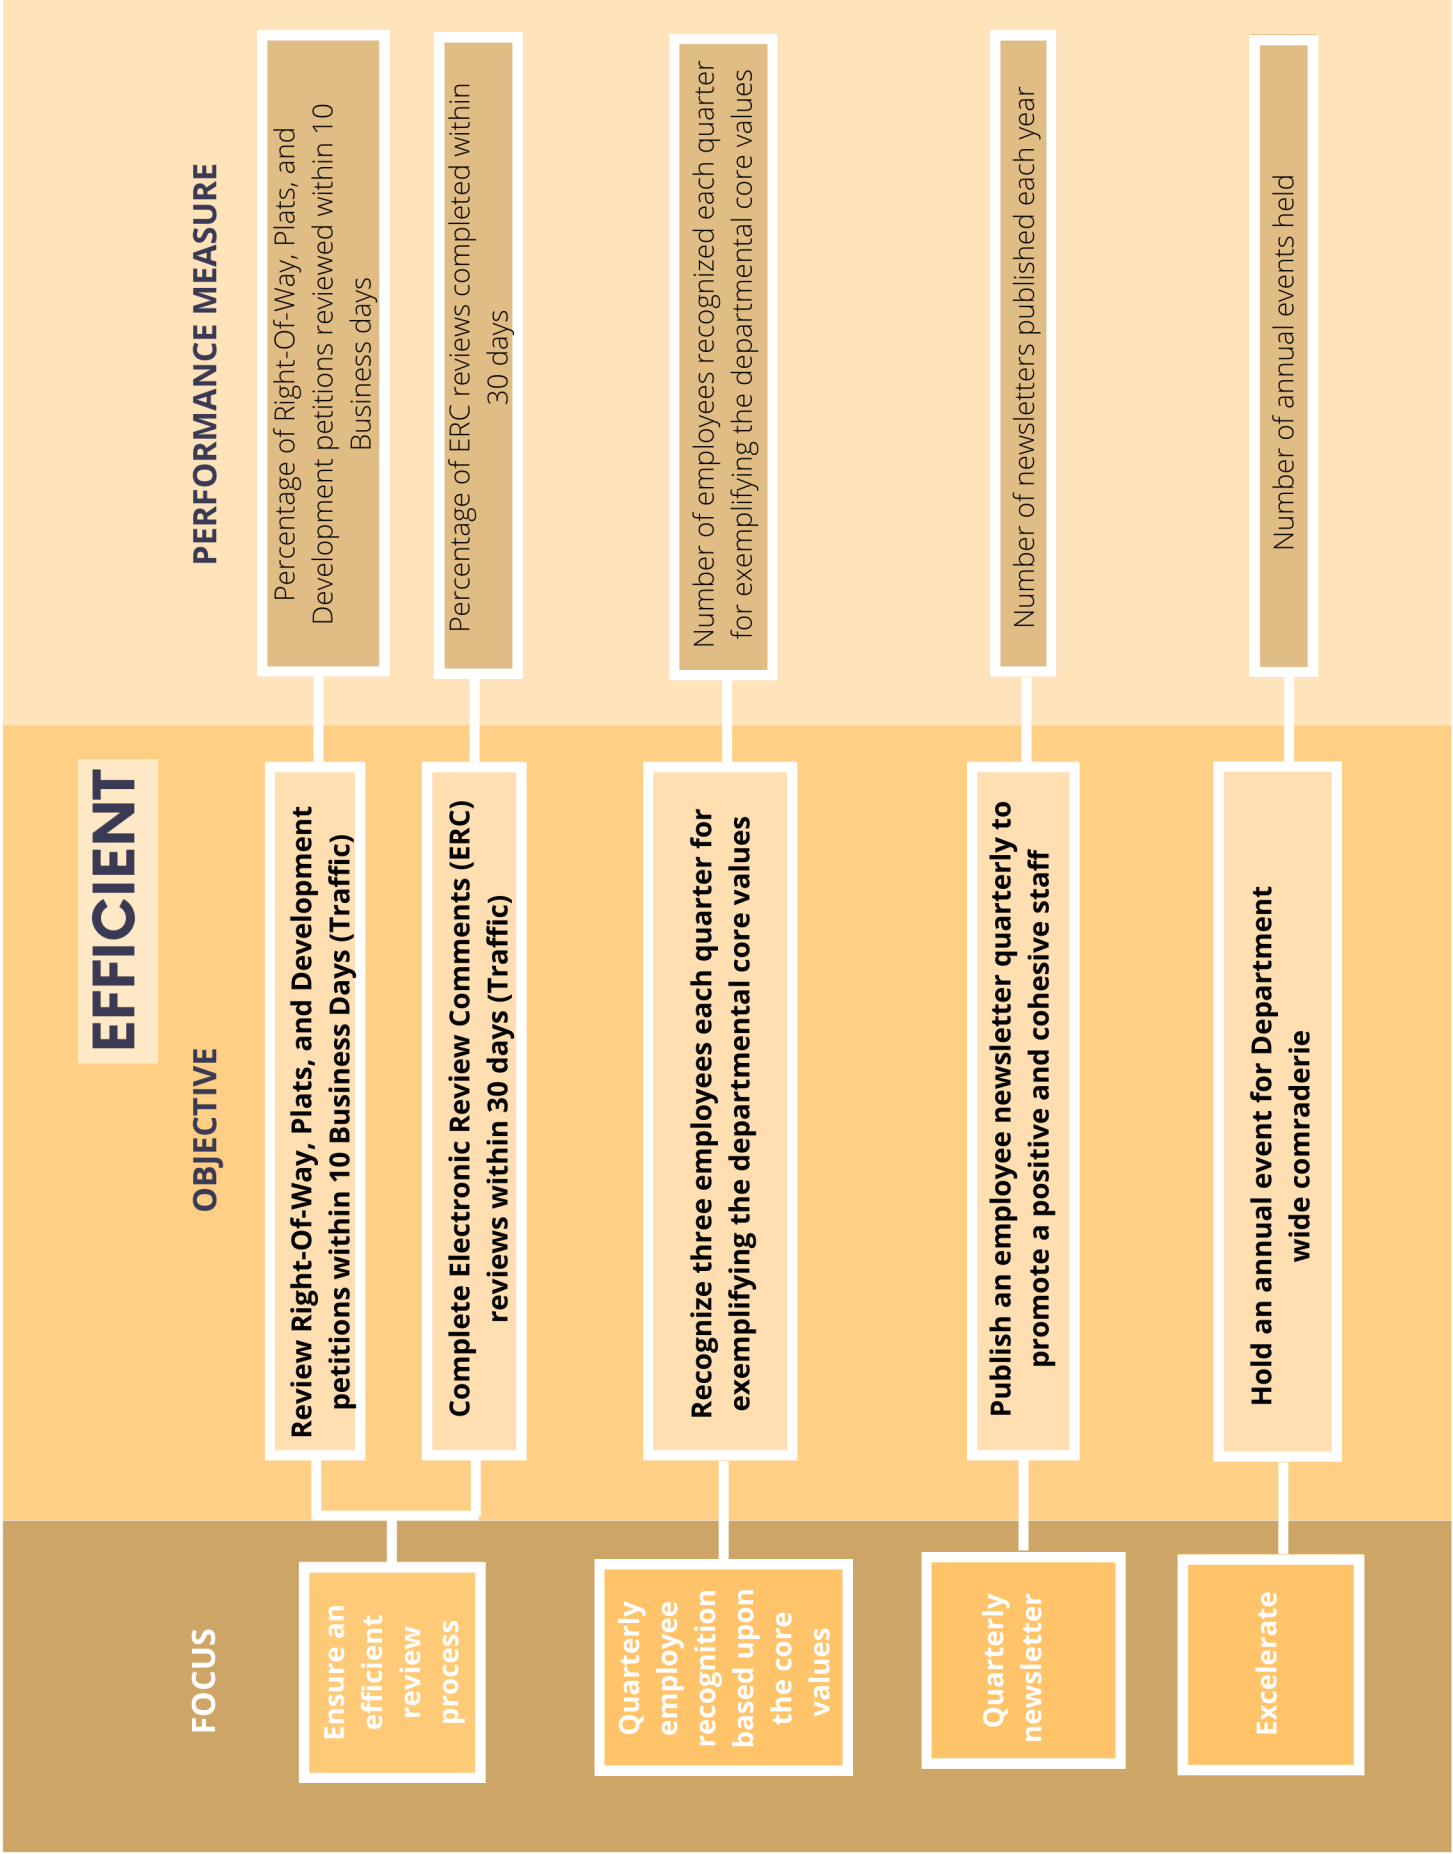 EFFICIENT
FOCUS
OBJECTIVE
PERFORMANCE MEASURE
Ensure an
efficient
review
process
Review Right-Of-Way, Plats, and Development
petitions within 10 Business Days (Traffic)
Percentage of Right-Of-Way, Plats, and
Development petitions reviewed within 10
Business days
Complete Electronic Review Comments (ERC)
reviews within 30 days (Traffic)
Percentage of ERC reviews completed within
30 days
Quarterly
employee
recognition
based upon
the core
values
Recognize three employees each quarter for
exemplifying the departmental core values
Number of employees recognized each quarter
for exemplifying the departmental core values
Quarterly
newsletter
Publish an employee newsletter quarterly to
promote a positive and cohesive staff
Number of newsletters published each year
Excelerate
Hold an annual event for Department
wide comraderie
Number of annual events held